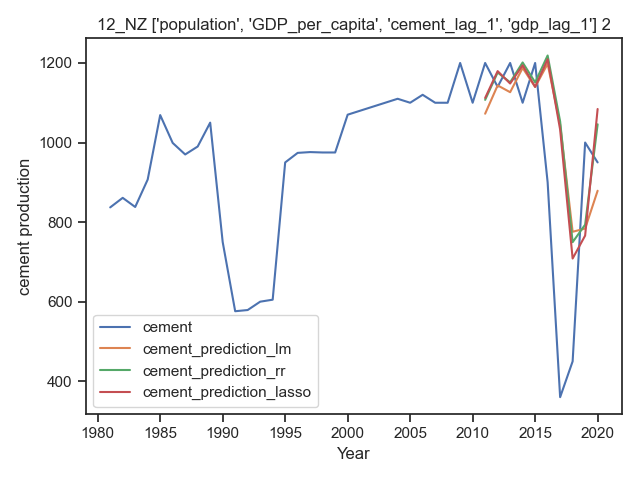 12_NZ ['population', 'GDP_per_capita', 'cement_lag_1', 'gdp_lag_1'] 2
1200
1000
800
600
400
cement production
cement
cement_prediction_lm
cement_prediction_rr
cement_prediction_lasso
1980 1985 1990 1995 2000 2005 2010 2015 2020
Year